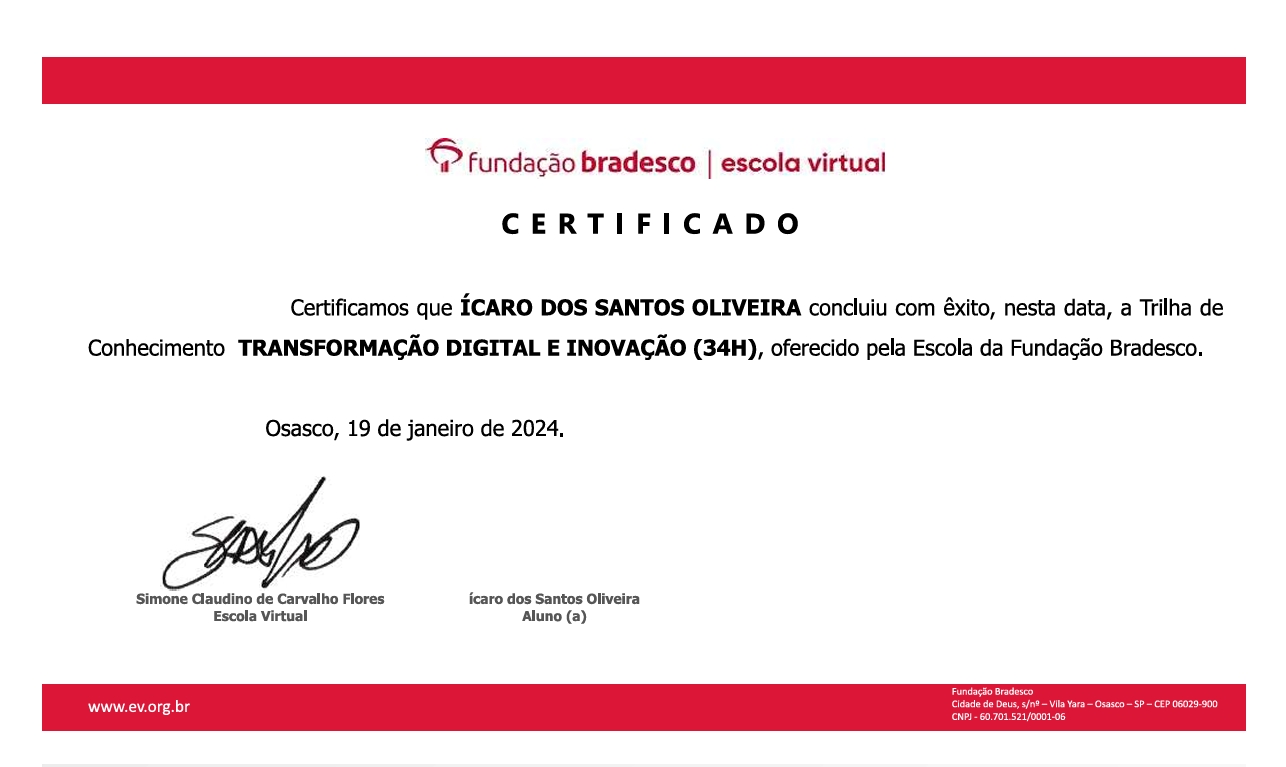 fundação bradesco | escola virtual
CERTIFICADO
Certificamos que ÍCARO DOS SANTOS OLIVEIRA concluiu com êxito, nesta data, a Trilha de
Conhecimento TRANSFORMAÇÃO DIGITAL E INOVAÇÃO (34H), oferecido pela Escola da Fundação Bradesco.
Osasco, 19 de janeiro de 2024.
Simone Claudino de Carvalho Flores
Escola Virtual
ícaro dos Santos Oliveira
Aluno (a)
www.ev.org.br
Fundação Bradesco
Cidade de Deus, s/nº – Vila Yara – Osasco – SP – CEP 06029-900
CNPJ - 60.701.521/0001-06